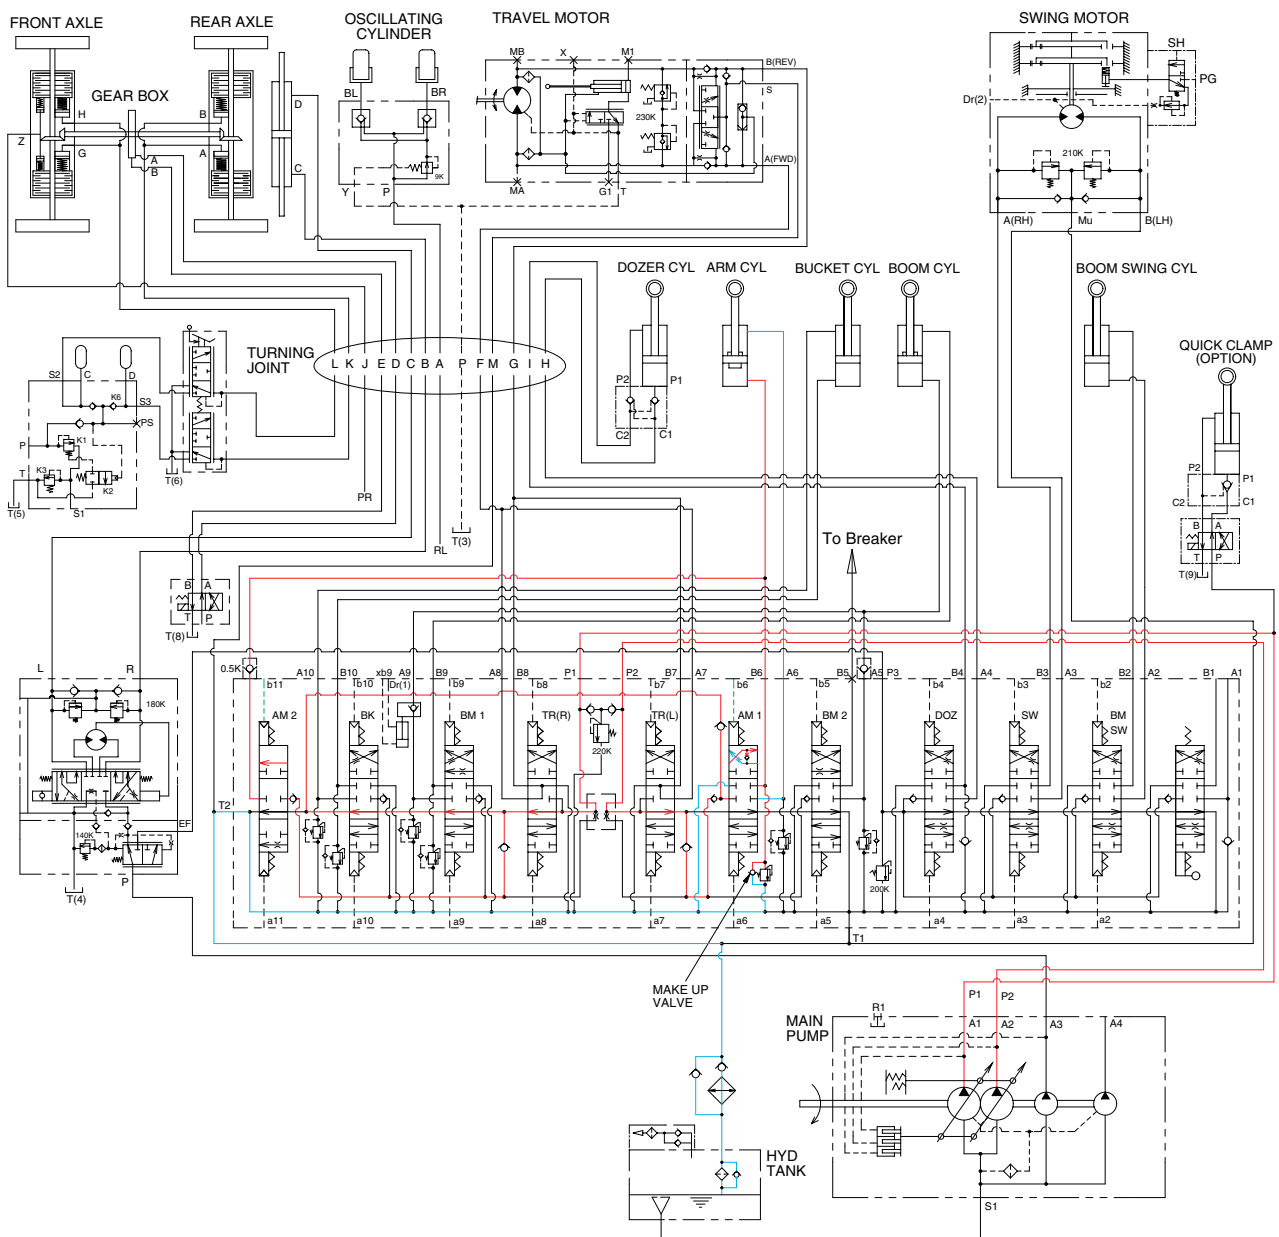 FRONT AXLE
REAR AXLE
OSCILLATING
CYLINDER
TRAVEL MOTOR
SWING MOTOR
MB
X
M1
B(REV)
S
SH
PG
BL
BR
D
GEAR BOX
H
B
Dr(2)
230K
Z
G
A
A
B
C
9K
A(FWD)
210K
Y
P
MA
G1
T
A(RH)
Mu
B(LH)
DOZER CYL
ARM CYL
BUCKET CYL
BOOM CYL
BOOM SWING CYL
QUICK CLAMP
(OPTION)
TURNING
JOINT
L K J E D C B A P F M G I H
S2
C
D
K6
S3
PS
P
K1
K3
T
K2
T(5)
S1
T(6)
P2
P1
C2
C1
P2
P1
C2
C1
B
A
T
P
T(9)
PR
RL
T(3)
To Breaker
B
A
T
P
T(8)
L
R
0.5K
A10
B10
xb9
A9
B9
A8
B8
P1
P2
B7
A7
B6
A6
B5
A5
P3
B4
A4
B3
A3
B2
A2
B1
A1
b11
b10
Dr(1)
b9
b8
b7
b6
b5
b4
b3
b2
180K
AM 2
BK
BM 1
TR(R)
TR(L)
AM 1
BM 2
DOZ
SW
BM
SW
220K
T2
EF
140K
P
T(4)
200K
a11
a10
a9
a8
a7
a6
a5
a4
a3
a2
T1
MAKE UP
VALVE
P1
P2
R1
MAIN
PUMP
A1
A2
A3
A4
HYD
TANK
S1